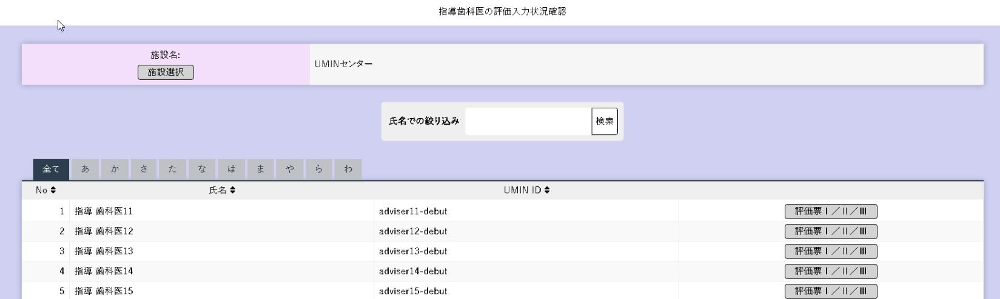 指導歯科医の評価入力状況確認
施設名:
施設選択
UMINセンター
氏名での絞り込み 検索
全て あ か さ た な は ま や ら わ
No 氏名 UMIN ID
1 指導 歯科医11 adviser11-debut 評価票Ⅰ／Ⅱ／Ⅲ
2 指導 歯科医12 adviser12-debut 評価票Ⅰ／Ⅱ／Ⅲ
3 指導 歯科医13 adviser13-debut 評価票Ⅰ／Ⅱ／Ⅲ
4 指導 歯科医14 adviser14-debut 評価票Ⅰ／Ⅱ／Ⅲ
5 指導 歯科医15 adviser15-debut 評価票Ⅰ／Ⅱ／Ⅲ